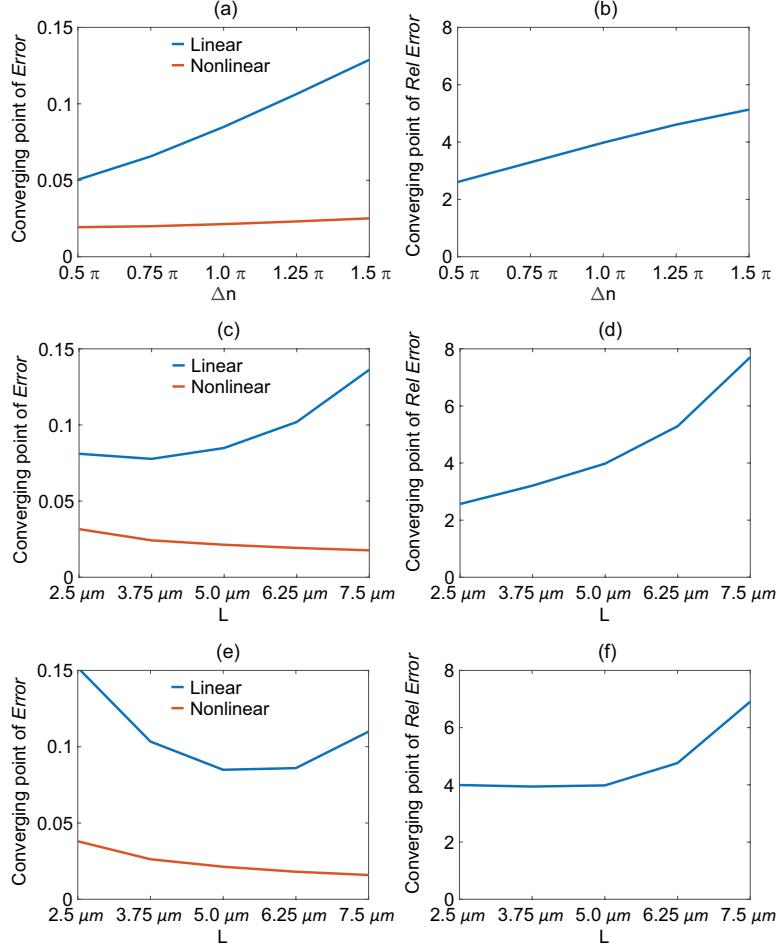 (a)
Converging point of Error
0.15
0.1
0.05
0
Linear
Nonlinear
0.5 π 0.75 π 1.0 π 1.25 π 1.5 π
Δn
(b)
Converging point of Rel Error
8
6
4
2
0
0.5 π 0.75 π 1.0 π 1.25 π 1.5 π
Δn
(c)
Converging point of Error
0.15
0.1
0.05
0
Linear
Nonlinear
2.5 μm 3.75 μm 5.0 μm 6.25 μm 7.5 μm
L
(d)
Converging point of Rel Error
8
6
4
2
0
2.5 μm 3.75 μm 5.0 μm 6.25 μm 7.5 μm
L
(e)
Converging point of Error
0.15
0.1
0.05
0
Linear
Nonlinear
2.5 μm 3.75 μm 5.0 μm 6.25 μm 7.5 μm
L
(f)
Converging point of Rel Error
8
6
4
2
0
2.5 μm 3.75 μm 5.0 μm 6.25 μm 7.5 μm
L